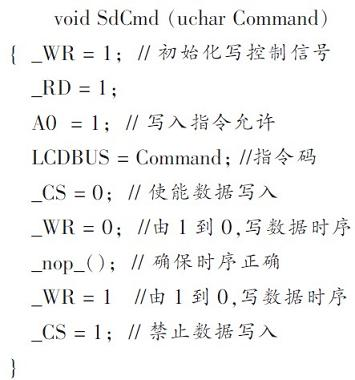 void SdCmd (uchar Command)
{ _WR = 1; // 初始化写控制信号
_RD = 1;
A0 = 1; // 写入指令允许
LCDBUS = Command; //指令码
_CS = 0; // 使能数据写入
_WR = 0; //由 1 到 0,写数据时序
_nop_(); // 确保时序正确
_WR = 1 //由 1 到 0,写数据时序
_CS = 1; // 禁止数据写入
}